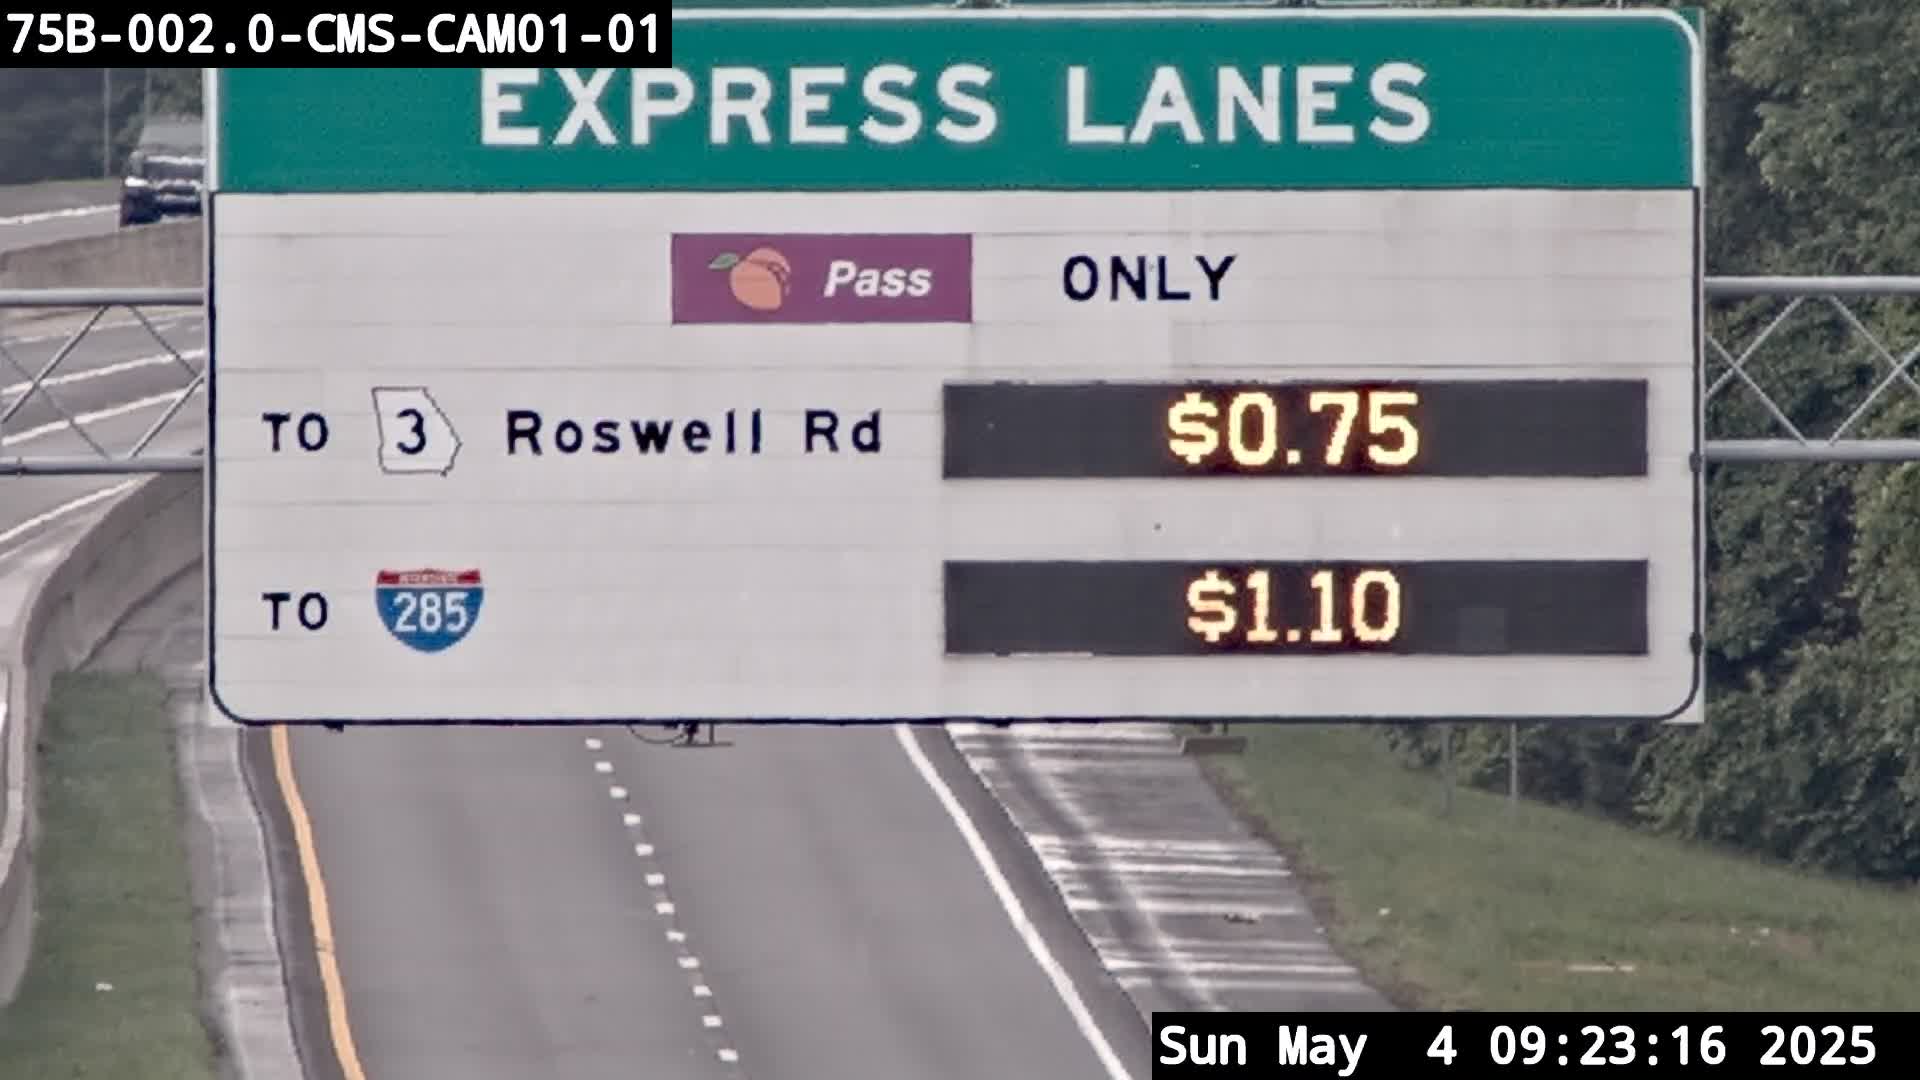 75B-002.0-CMS-CAM01-01
EXPRESS LANES
Pass ONLY
TO 3 Roswell Rd $0.75
TO 285 $1.10
Sun May 4 09:23:16 2025